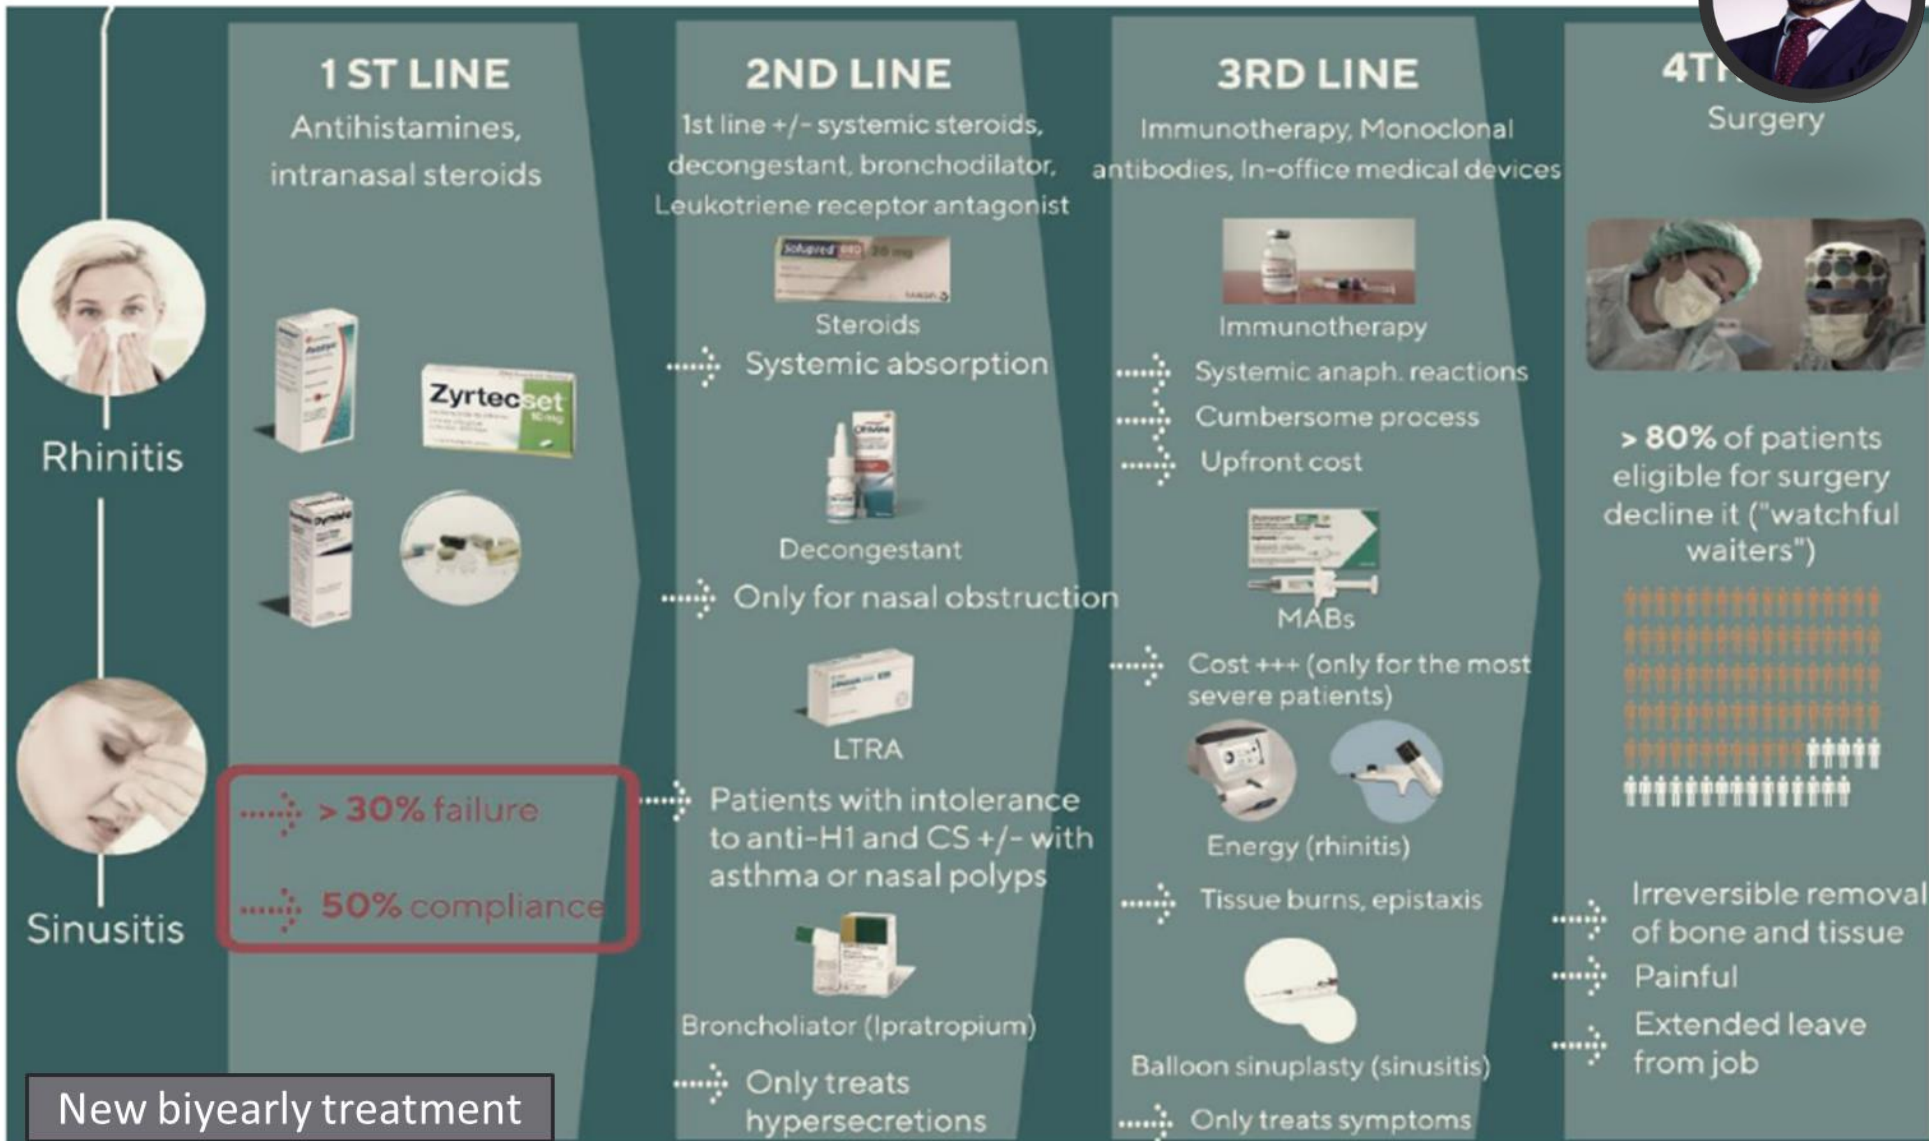 1 ST LINE
Antihistamines,
intranasal steroids
Zyrtecset
10 mg
> 30% failure
50% compliance
2ND LINE
1st line +/- systemic steroids,
decongestant, bronchodilator,
Leukotriene receptor antagonist
Solupred
20 mg
Steroids
Systemic absorption
Decongestant
Only for nasal obstruction
LTRA
Patients with intolerance
to anti-H1 and CS +/- with
asthma or nasal polyps
Broncholiator (Ipratropium)
Only treats
hypersecretions
3RD LINE
Immunotherapy, Monoclonal
antibodies, In-office medical devices
Immunotherapy
Systemic anaph. reactions
Cumbersome process
Upfront cost
MABs
Cost +++ (only for the most
severe patients)
Energy (rhinitis)
Tissue burns, epistaxis
Balloon sinuplasty (sinusitis)
Only treats symptoms
Surgery
> 80% of patients
eligible for surgery
decline it ("watchful
waiters")
Irreversible removal
of bone and tissue
Painful
Extended leave
from job
Rhinitis
Sinusitis
New biyearly treatment